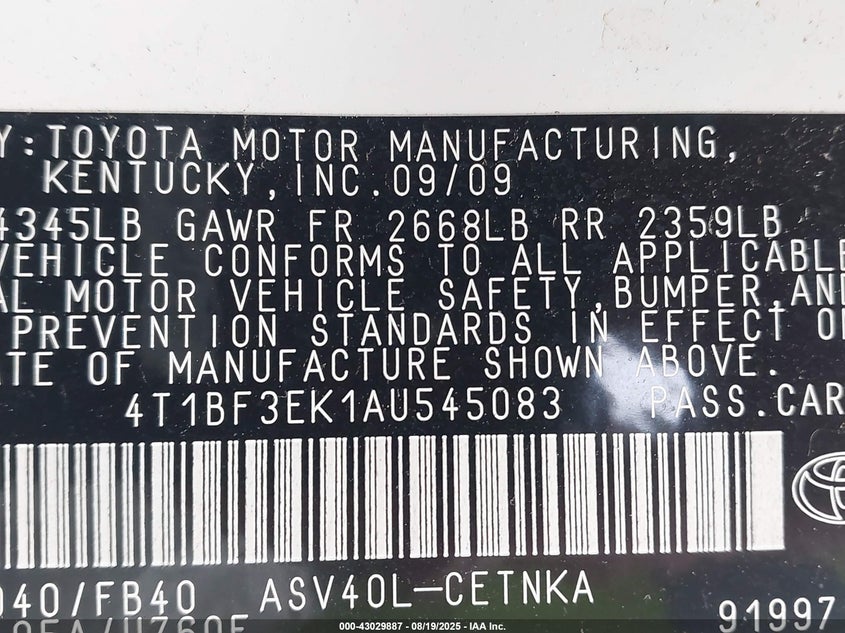 Y:TOYOTA MOTOR MANUFACTURING,
KENTUCKY,INC.09/09
4345LB GAWR FR 2668LB RR 2359LB
VEHICLE CONFORMS TO ALL APPLICABLE
AL MOTOR VEHICLE SAFETY,BUMPER,AND
PREVENTION STANDARDS IN EFFECT O
ATE OF MANUFACTURE SHOWN ABOVE.
4T1BF3EK1AU545083 PASS.CAR
040/FB40 ASV40L-CETNKA
91997
000-43029887 - 08/19/2025 - IAA Inc.